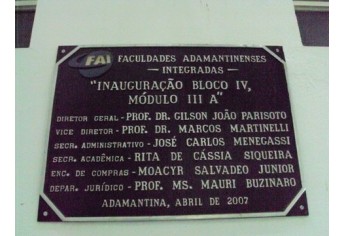 FAI FACULDADES ADAMANTINENSES
— INTEGRADAS —
"INAUGURAÇÃO BLOCO IV,
MÓDULO III A"
DIRETOR GERAL - PROF. DR. GILSON JOÃO PARISOTO
VICE DIRETOR - PROF. DR. MARCOS MARTINELLI
SECR. ADMINISTRATIVO - JOSÉ CARLOS MENEGASSI
SECR. ACADÊMICA - RITA DE CÁSSIA SIQUEIRA
ENC. DE COMPRAS - MOACYR SALVADEO JUNIOR
DEPAR. JURÍDICO - PROF. MS. MAURI BUZINARO
ADAMANTINA, ABRIL DE 2007